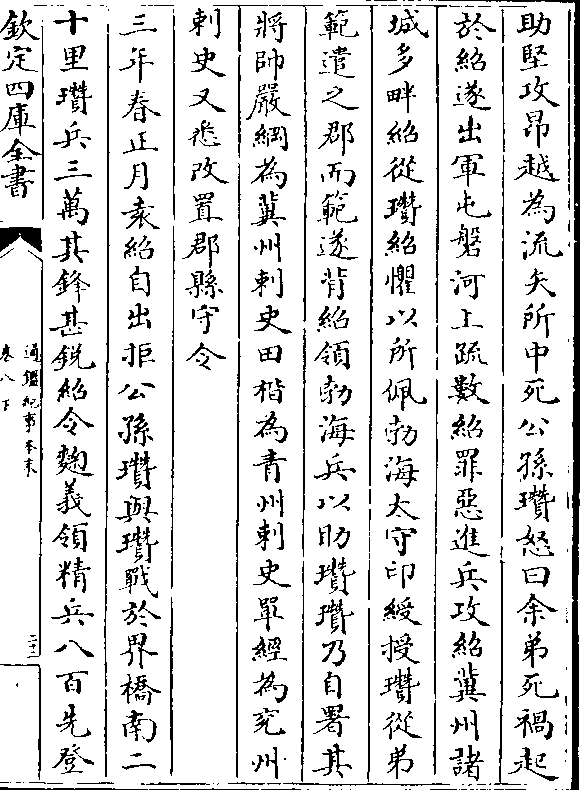 助堅攻昂越為流矢所中死公孫瓚怒曰余弟死禍起
於紹遂出軍屯磐河上疏數紹罪惡進兵攻紹冀州諸
城多畔紹從瓚紹懼以所佩勃海太守印綬授瓚從弟
範遣之郡而範遂背紹領勃海兵以助瓚瓚乃自署其
將帥嚴綱為冀州刺史田楷為青州刺史單經為兖州
刺史又悉改置郡縣守令
三年春正月袁紹自出拒公孫瓚與瓚戰於界橋南二
十里瓚兵三萬其鋒甚銳紹令麴義領精兵八百先登
欽定四庫全書
通鑑紀事本末
卷八下
二十二